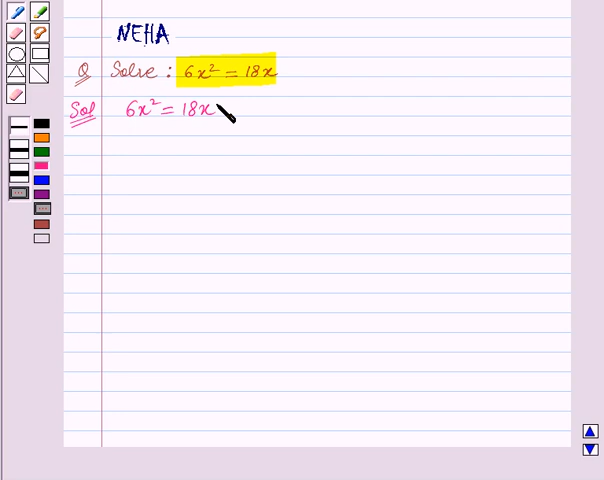 NEHA
Q Solve : 6x² = 18x
Sol 6x² = 18x